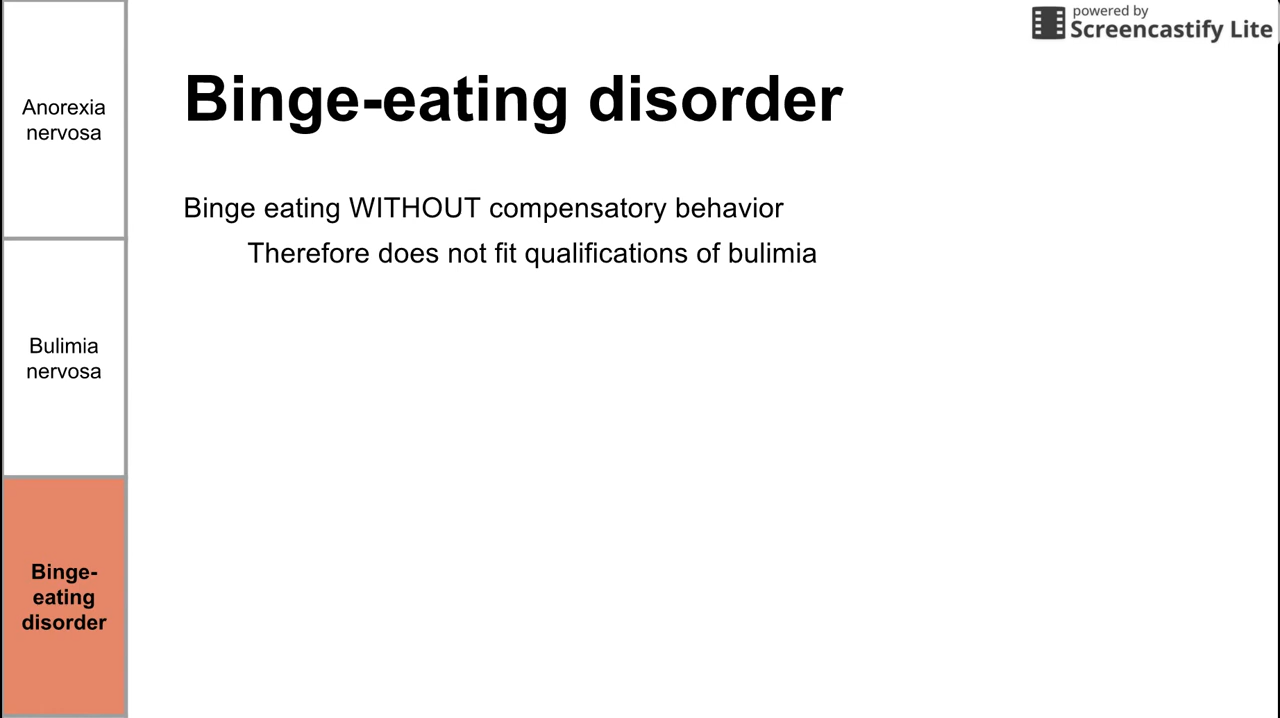 powered by
Screencastify Lite
Anorexia
nervosa
Bulimia
nervosa
Binge-
eating
disorder
Binge-eating disorder
Binge eating WITHOUT compensatory behavior
Therefore does not fit qualifications of bulimia